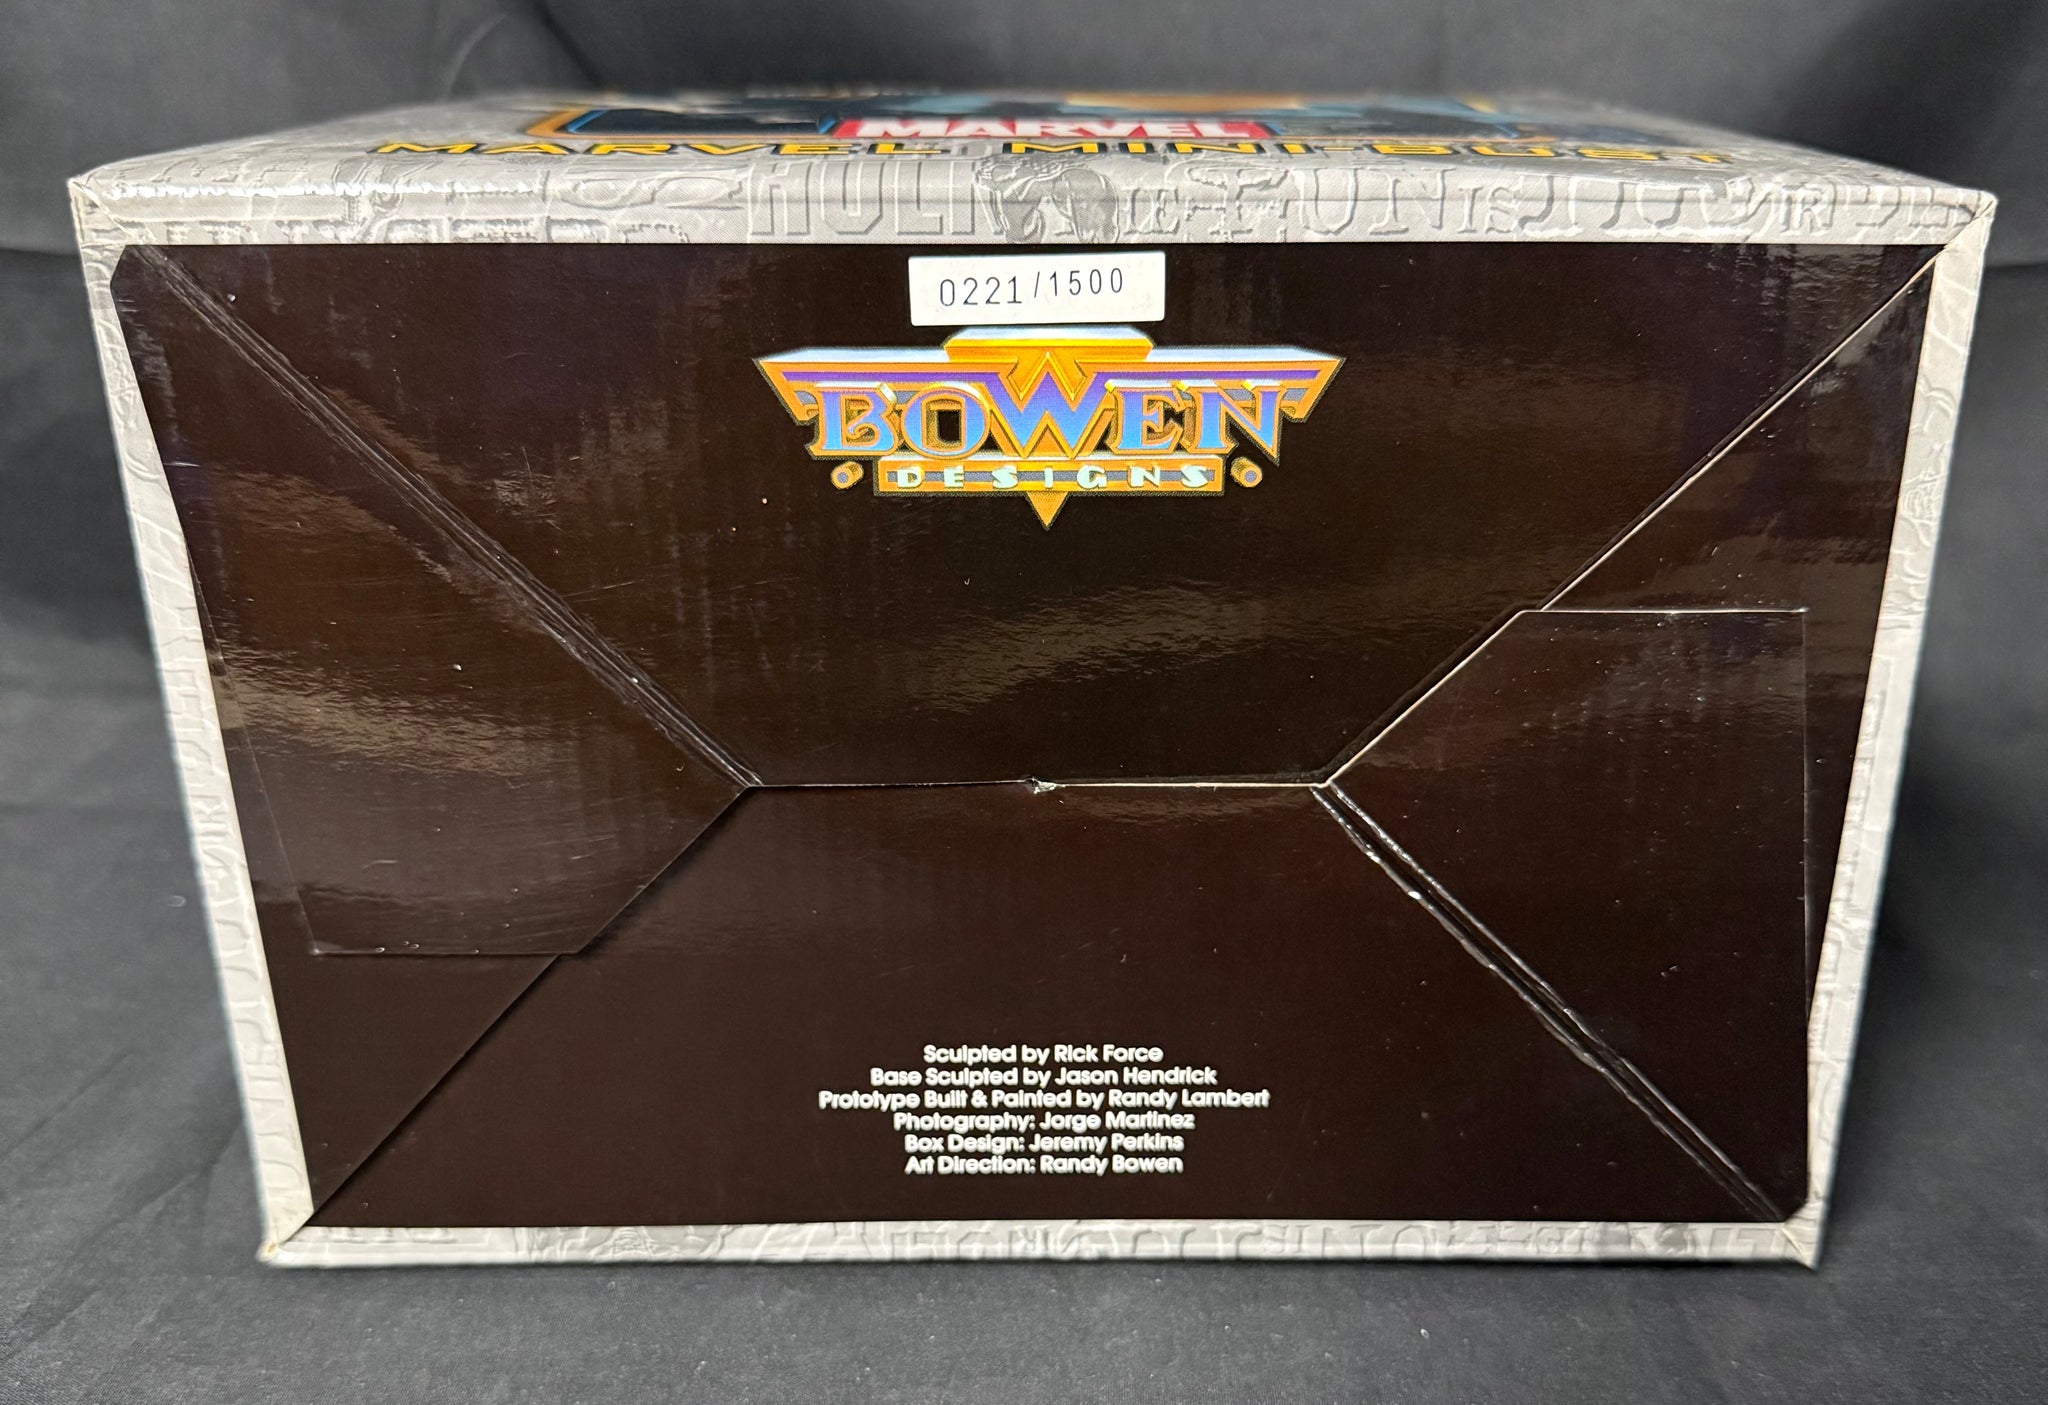 MARVEL
MARVEL MINI-BUST
HULK
0221/1500
BOWEN
DESIGNS
Sculpted by Rick Force
Base Sculpted by Jason Hendrick
Prototype Built & Painted by Randy Lambert
Photography: Jorge Martinez
Box Design: Jeremy Perkins
Art Direction: Randy Bowen